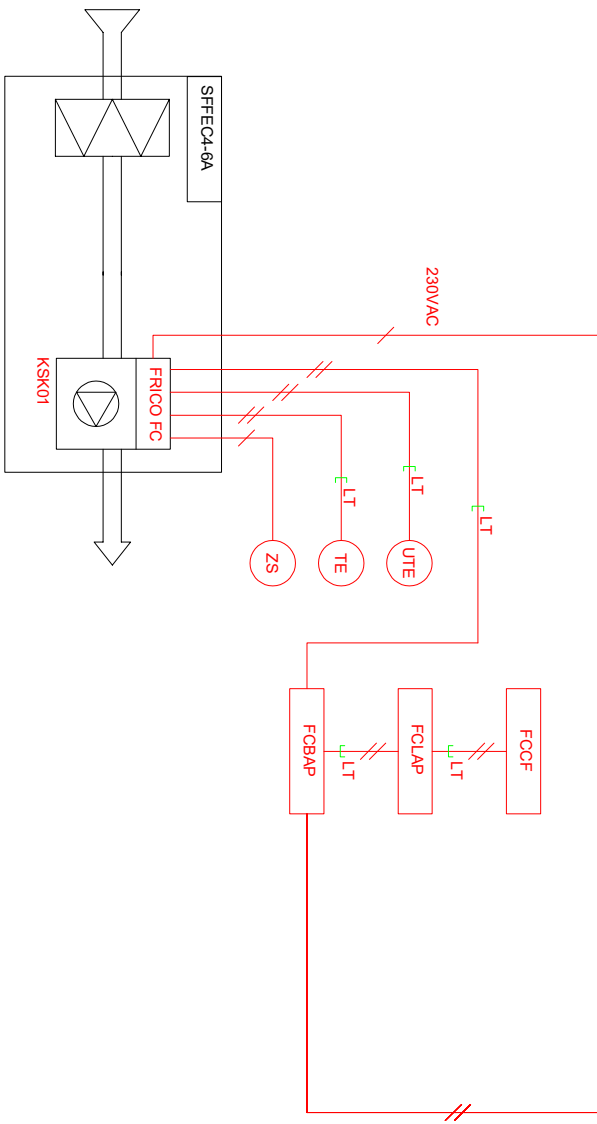 SFFEC4-6A
230VAC
KSK01
FRICO FC
LT
LT
LT
ZS
TE
UTE
FCBAP
LT
FCLAP
LT
FCCF